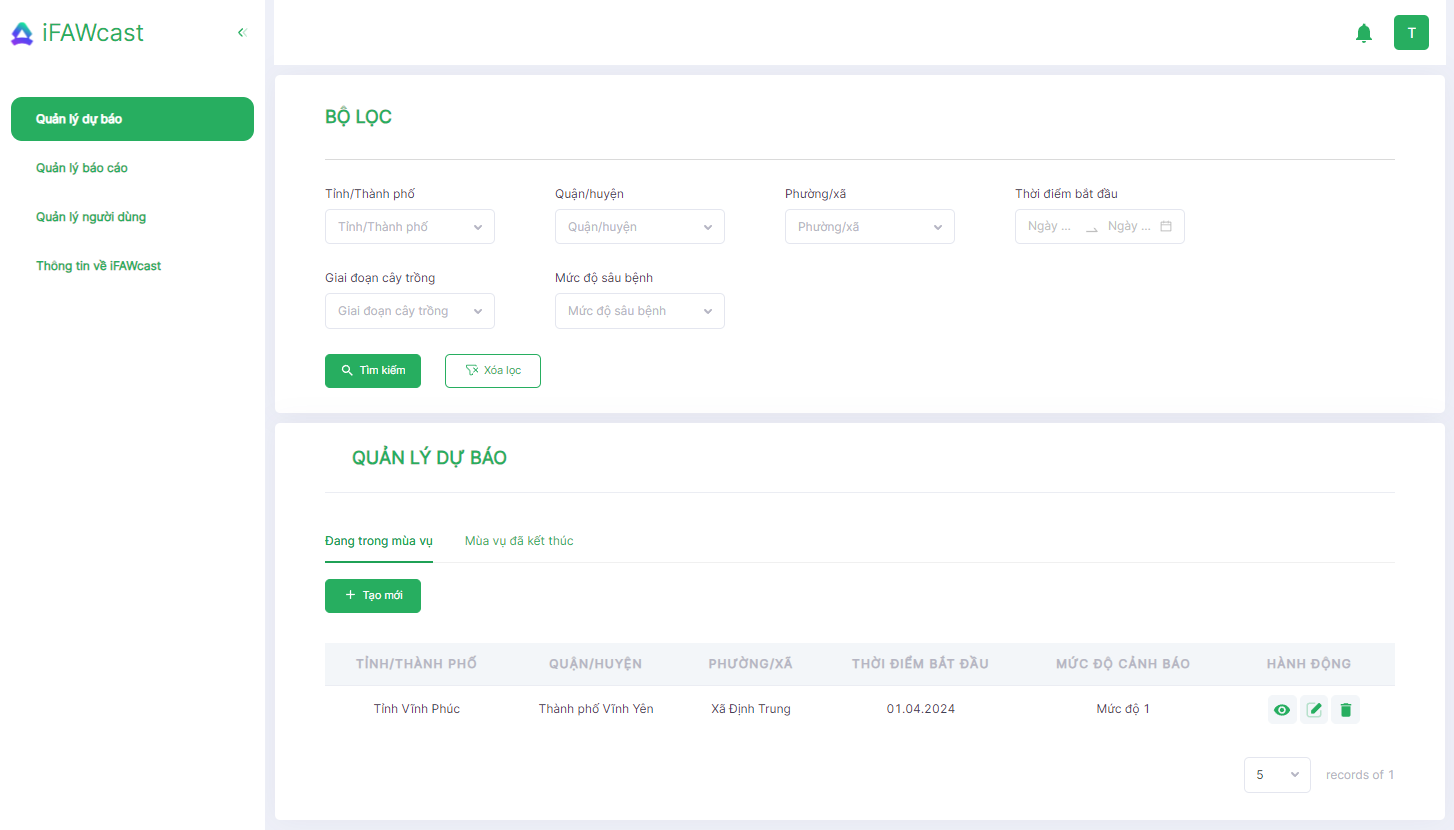 iFAWcast
T
Quản lý dự báo
Quản lý báo cáo
Quản lý người dùng
Thông tin về iFAWcast
BỘ LỌC
Tỉnh/Thành phố Quận/huyện Phường/xã Thời điểm bắt đầu
Tỉnh/Thành phố Quận/huyện Phường/xã Ngày ... Ngày ...
Giai đoạn cây trồng Mức độ sâu bệnh
Giai đoạn cây trồng Mức độ sâu bệnh
Tìm kiếm Xóa lọc
QUẢN LÝ DỰ BÁO
Đang trong mùa vụ Mùa vụ đã kết thúc
+ Tạo mới
TỈNH/THÀNH PHỐ QUẬN/HUYỆN PHƯỜNG/XÃ THỜI ĐIỂM BẮT ĐẦU MỨC ĐỘ CẢNH BÁO HÀNH ĐỘNG
Tỉnh Vĩnh Phúc Thành phố Vĩnh Yên Xã Định Trung 01.04.2024 Mức độ 1
5 records of 1